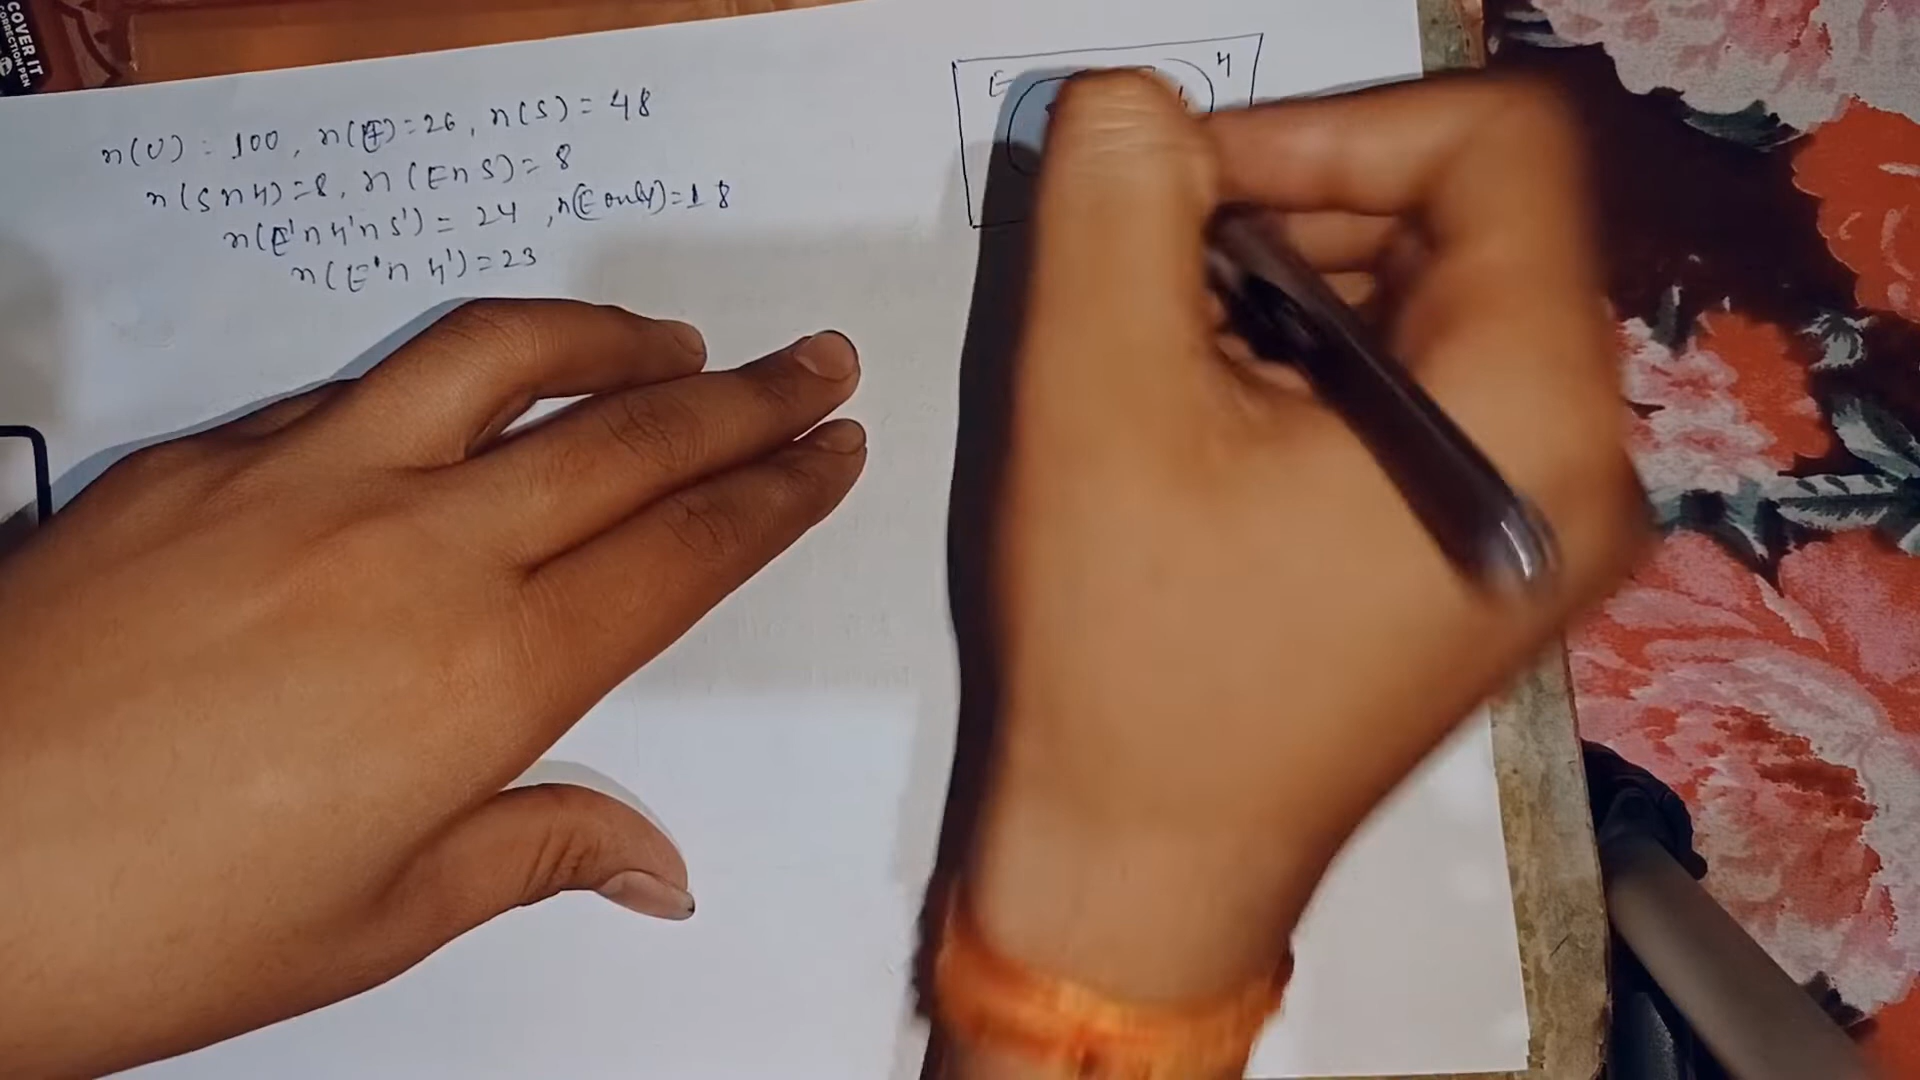 COVER IT
CORRECTION PEN
n(U) = 100, n(E) = 26, n(S) = 48
n(S n H) = 8, n(E n S) = 8
n(E' n H' n S') = 24, n(E only) = 18
n(E' n H') = 23
E
H